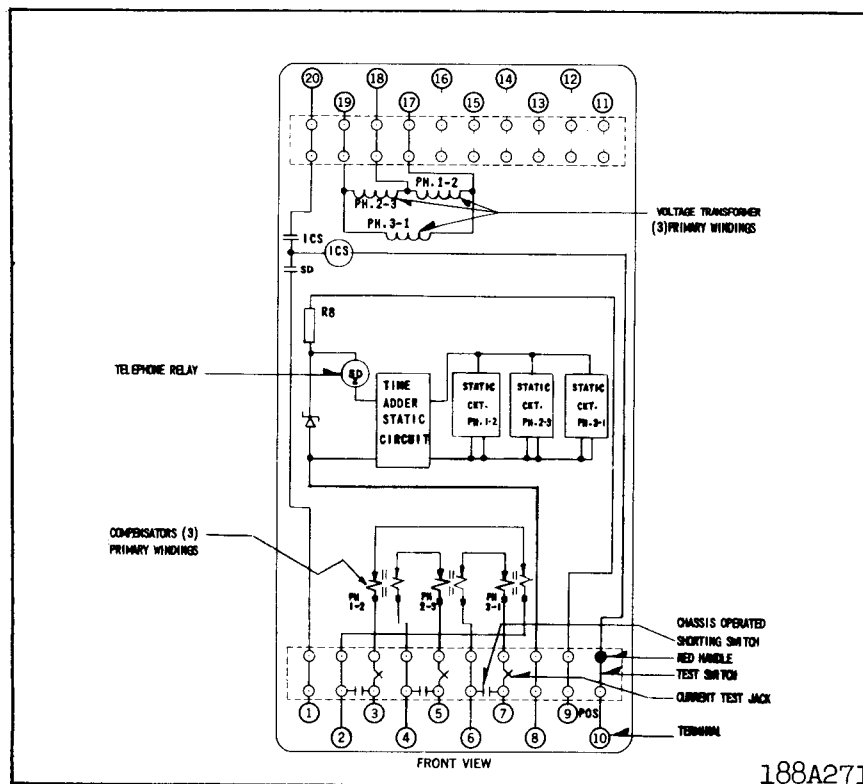 20 18 16 14 12
19 17 15 13 11
PH.1-2
PH.2-3
PH.3-1
VOLTAGE TRANSFORMER
(3)PRIMARY WINDINGS
ICS
ICS
SD
R8
TELEPHONE RELAY
SD
TIME
ADDER
STATIC
CIRCUIT
STATIC
CKT.
PH.1-2
STATIC
CKT.
PH.2-3
STATIC
CKT.
PH.3-1
COMPENSATORS (3)
PRIMARY WINDINGS
PH
1-2
PH
2-3
PH
3-1
CHASSIS OPERATED
SHORTING SWITCH
RED HANDLE
TEST SWITCH
CURRENT TEST JACK
1 3 5 7 9 POS
2 4 6 8 10
TERMINAL
FRONT VIEW
188A271